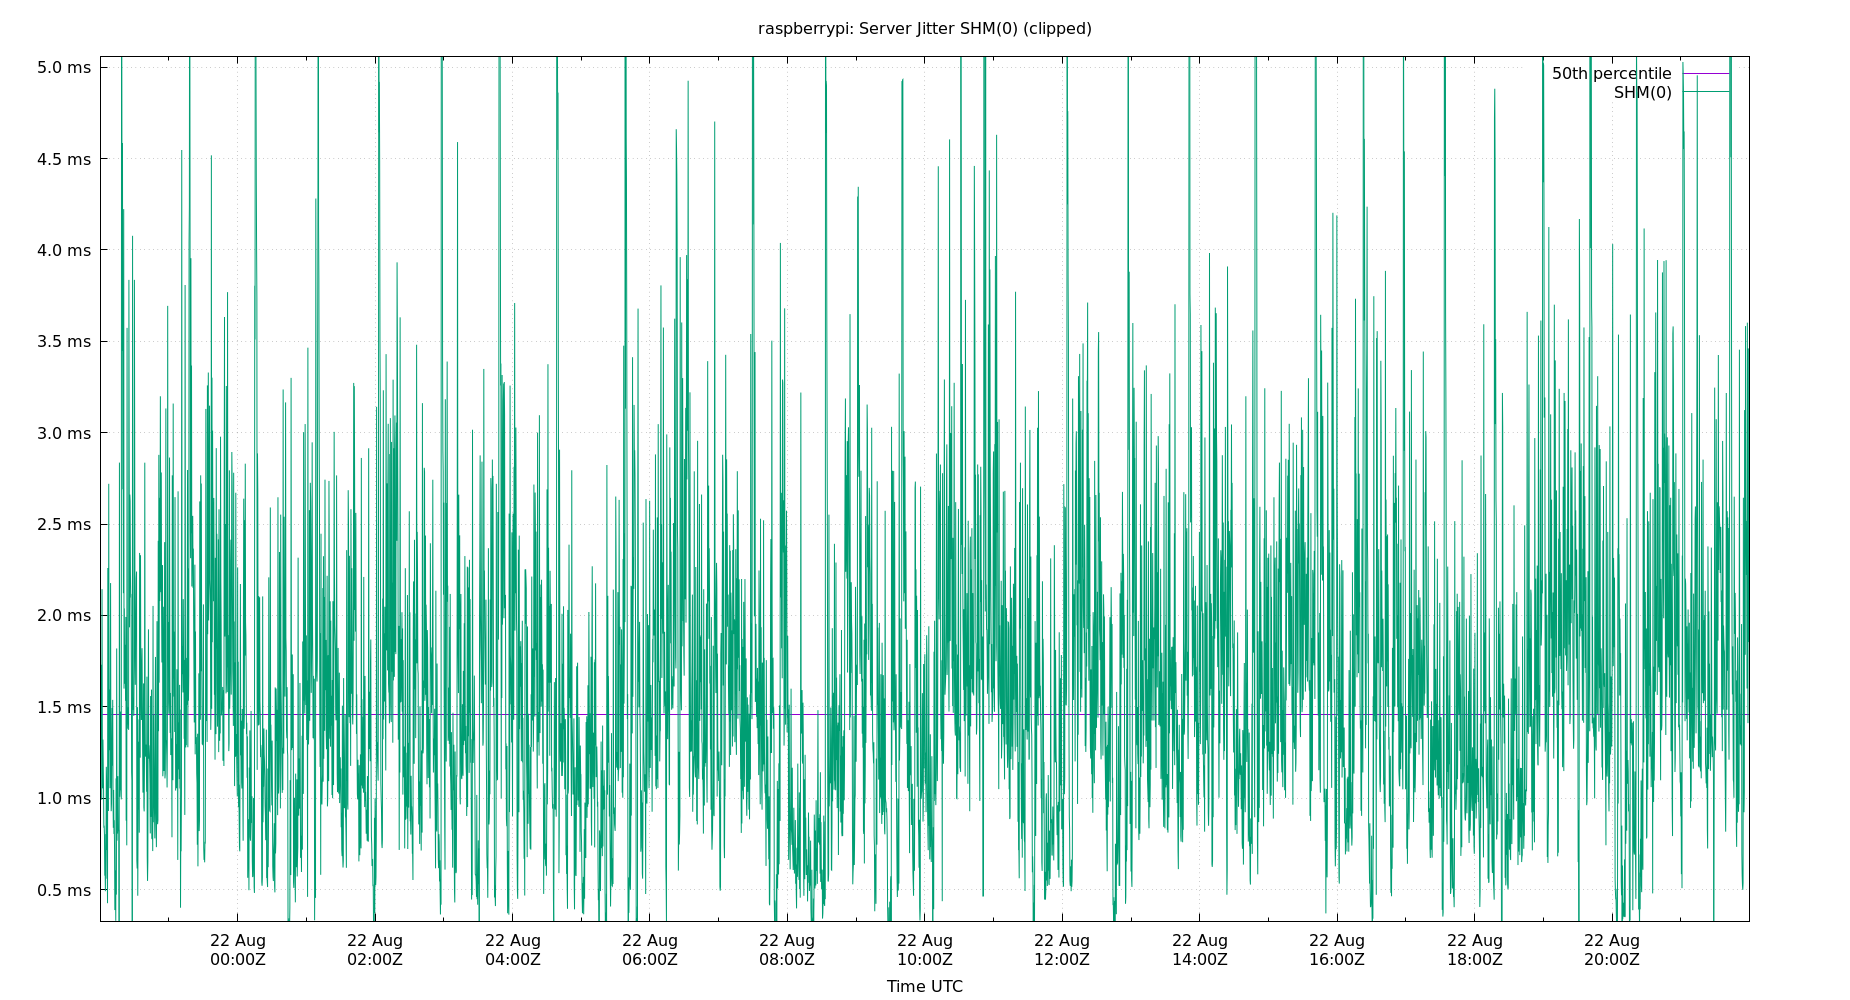 raspberrypi: Server Jitter SHM(0) (clipped)
5.0 ms
50th percentile
SHM(0)
4.5 ms
4.0 ms
3.5 ms
3.0 ms
2.5 ms
2.0 ms
1.5 ms
1.0 ms
0.5 ms
22 Aug 22 Aug 22 Aug 22 Aug 22 Aug 22 Aug 22 Aug 22 Aug 22 Aug 22 Aug 22 Aug
00:00Z 02:00Z 04:00Z 06:00Z 08:00Z 10:00Z 12:00Z 14:00Z 16:00Z 18:00Z 20:00Z
Time UTC